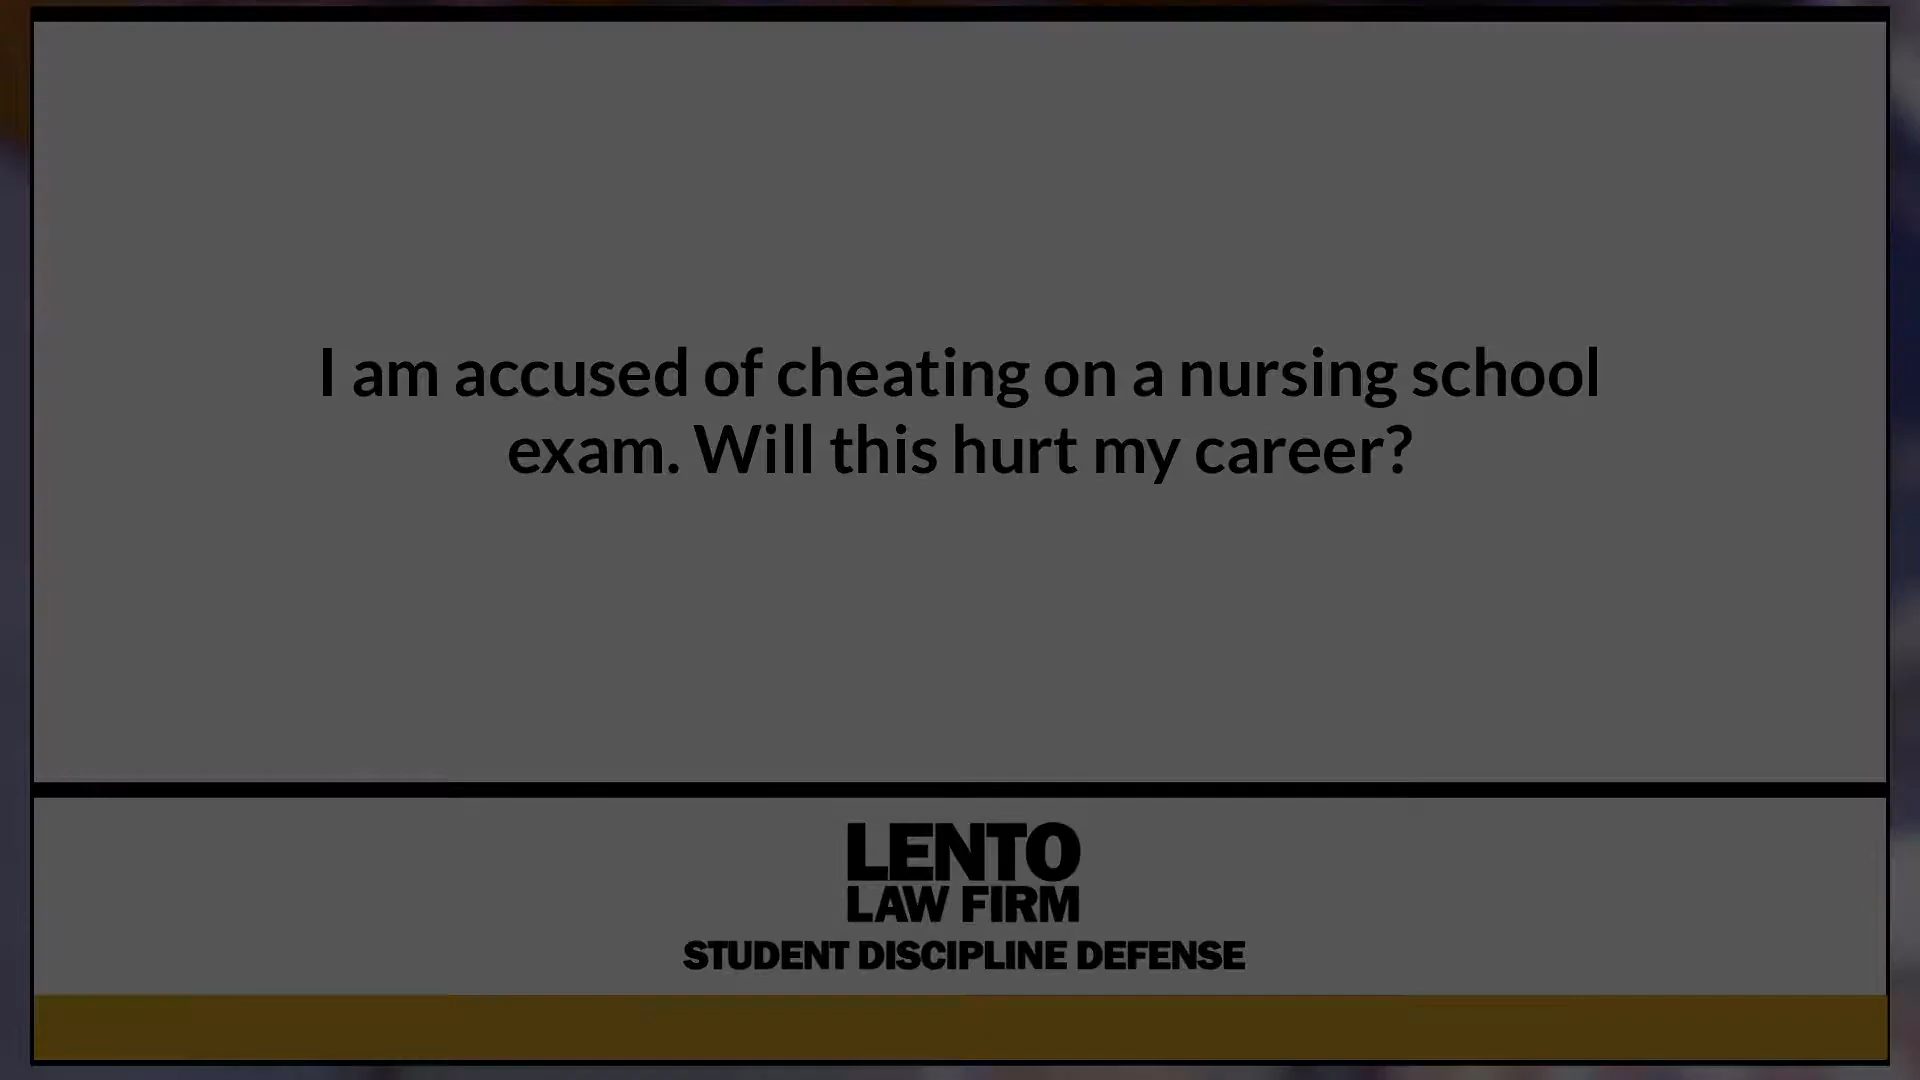 I am accused of cheating on a nursing school
exam. Will this hurt my career?
LENTO
LAW FIRM
STUDENT DISCIPLINE DEFENSE